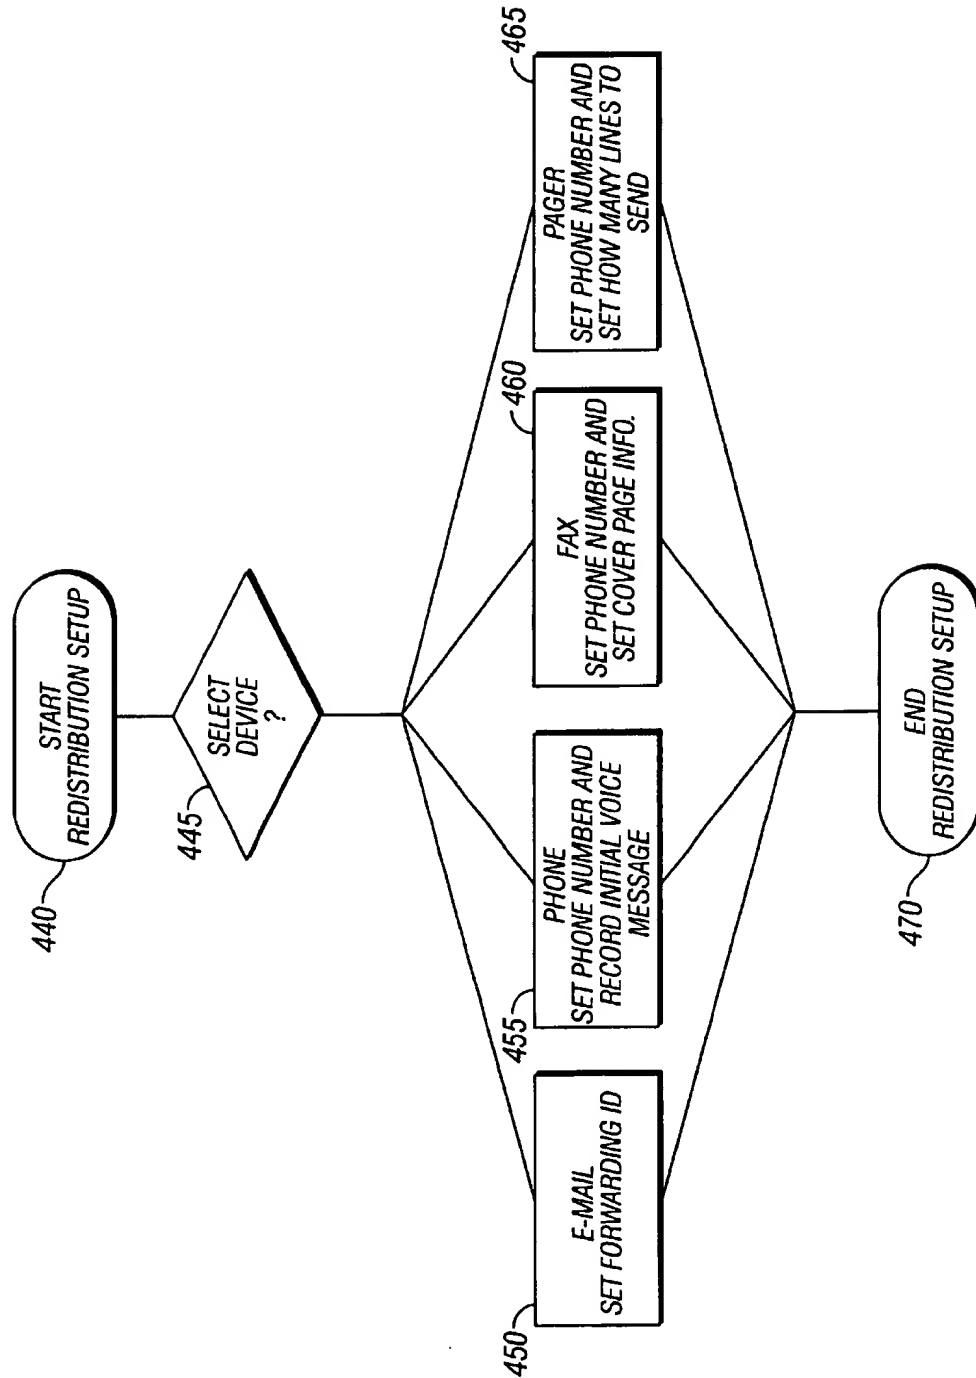 440
START
REDISTRIBUTION SETUP
445
SELECT
DEVICE
?
450
E-MAIL
SET FORWARDING ID
455
PHONE
SET PHONE NUMBER AND
RECORD INITIAL VOICE
MESSAGE
460
FAX
SET PHONE NUMBER AND
SET COVER PAGE INFO.
465
PAGER
SET PHONE NUMBER AND
SET HOW MANY LINES TO
SEND
470
END
REDISTRIBUTION SETUP